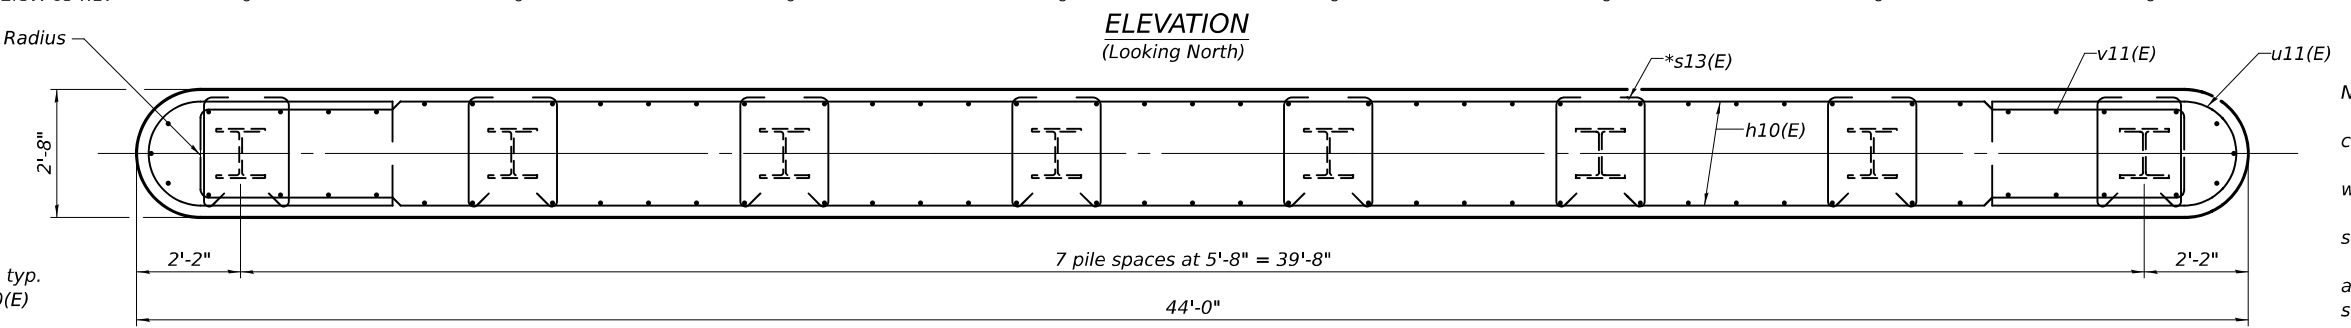 ELEVATION
(Looking North)
Radius
*s13(E)
v11(E)
u11(E)
h10(E)
2'-8"
2'-2"
7 pile spaces at 5'-8" = 39'-8"
2'-2"
typ.
44'-0"